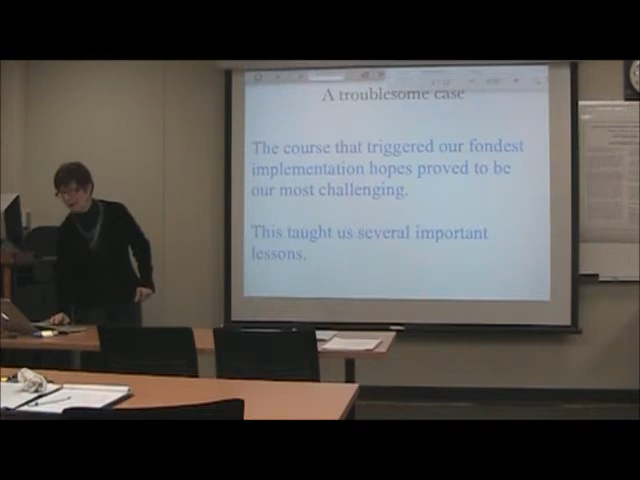 A troublesome case
The course that triggered our fondest
implementation hopes proved to be
our most challenging.
This taught us several important
lessons.